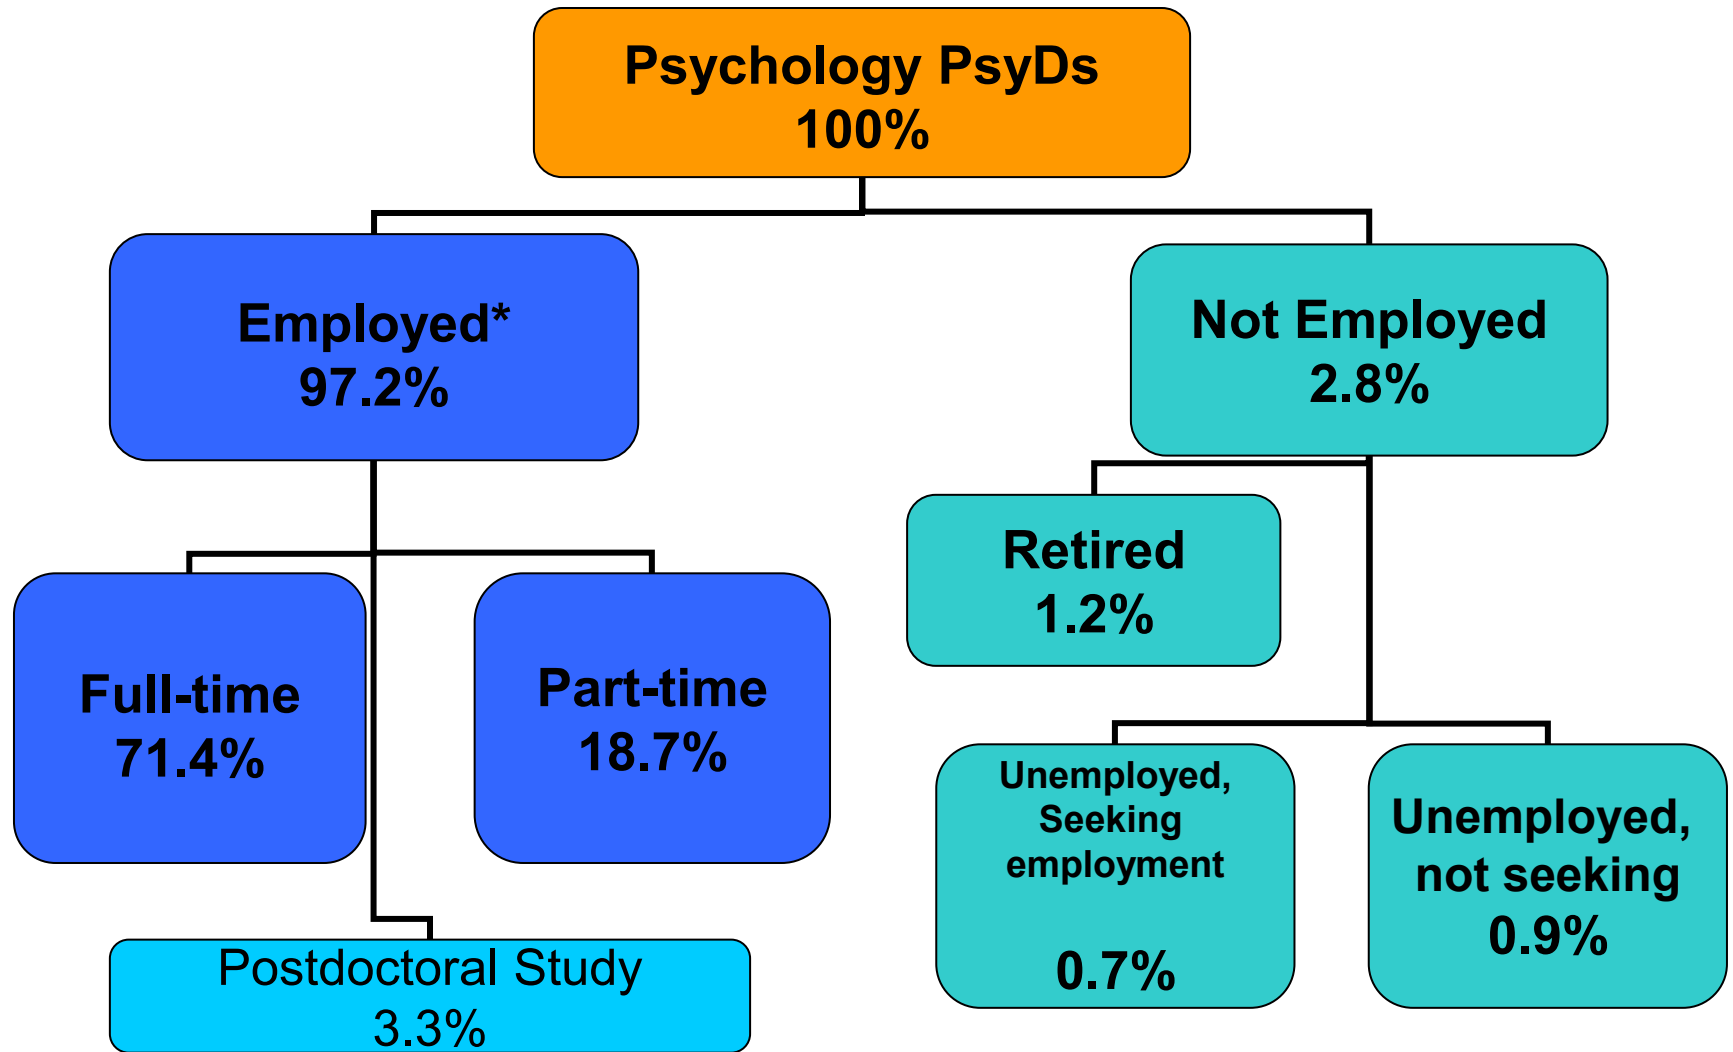 Psychology PsyDs
100%
Employed*
97.2%
Not Employed
2.8%
Retired
1.2%
Full-time
71.4%
Part-time
18.7%
Unemployed,
Seeking
employment
0.7%
Unemployed,
not seeking
0.9%
Postdoctoral Study
3.3%